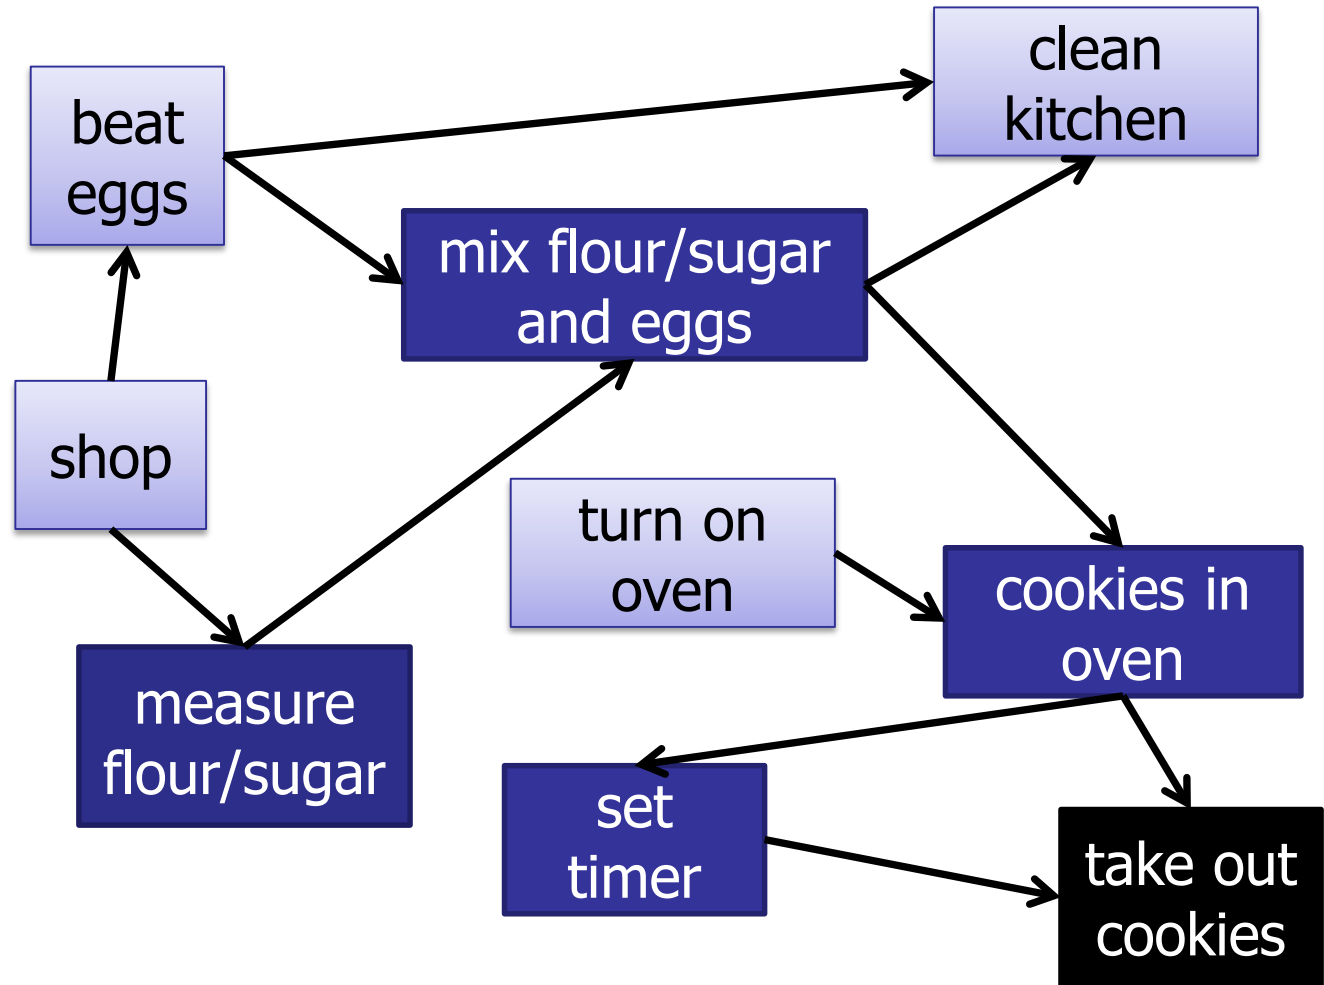 clean
kitchen
beat
eggs
mix flour/sugar
and eggs
shop
turn on
oven
cookies in
oven
measure
flour/sugar
set
timer
take out
cookies